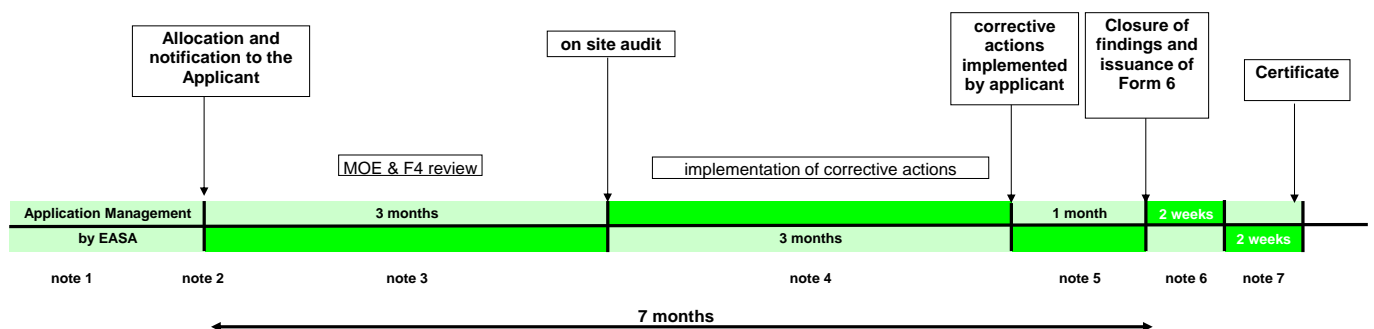 Allocation and
notification to the
Applicant
on site audit
corrective
actions
implemented
by applicant
Closure of
findings and
issuance of
Form 6
Certificate
MOE & F4 review
implementation of corrective actions
Application Management
3 months
1 month
2 weeks
by EASA
3 months
2 weeks
note 1
note 2
note 3
note 4
note 5
note 6
note 7
7 months